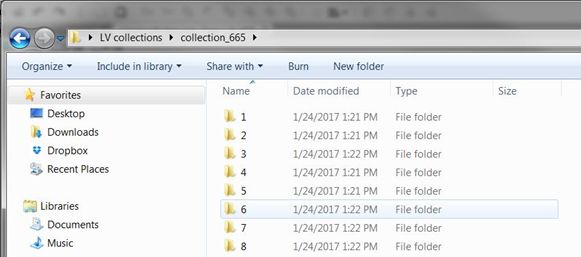 LV collections collection_665
Organize Include in library Share with Burn New folder
Favorites
Desktop
Downloads
Dropbox
Recent Places
Libraries
Documents
Music
Name Date modified Type Size
1 1/24/2017 1:21 PM File folder
2 1/24/2017 1:21 PM File folder
3 1/24/2017 1:22 PM File folder
4 1/24/2017 1:21 PM File folder
5 1/24/2017 1:21 PM File folder
6 1/24/2017 1:22 PM File folder
7 1/24/2017 1:22 PM File folder
8 1/24/2017 1:22 PM File folder